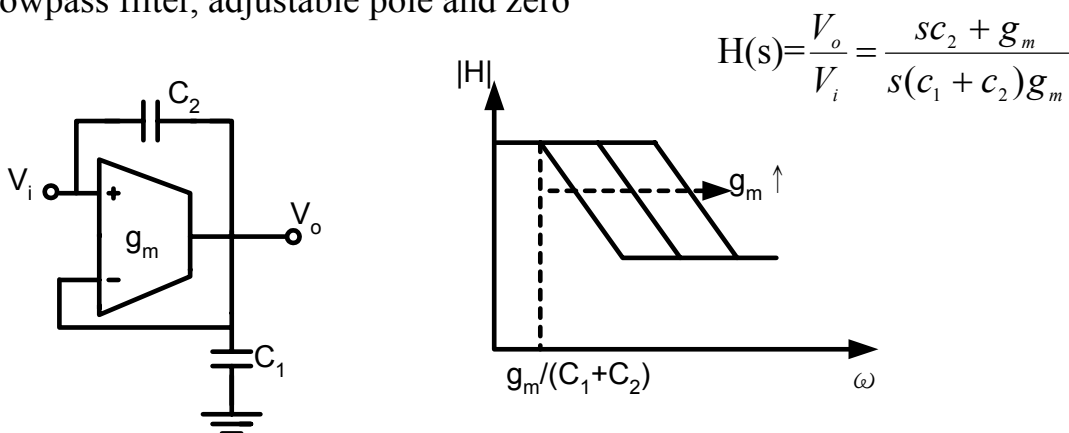 lowpass filter, adjustable pole and zero
H(s)=V_o/V_i = (sc_2 + g_m)/(s(c_1 + c_2)g_m)
|H|
C_2
V_i
+
g_m
-
V_o
C_1
g_m ↑
g_m/(C_1+C_2)
ω